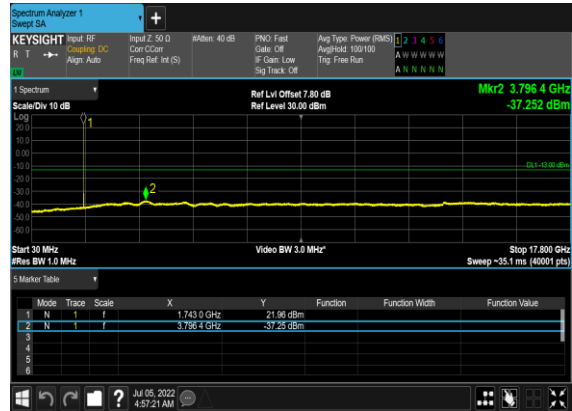 Spectrum Analyzer 1
Swept SA
+
KEYSIGHT Input: RF Input Z: 50 Ω #Atten: 40 dB PNO: Fast Avg Type: Power (RMS) 1 2 3 4 5 6
R T Coupling: DC Corr CCorr Gate: Off Avg|Hold: 100/100 A W W W W W
Align: Auto Freq Ref: Int (S) IF Gain: Low Trig: Free Run
Sig Track: Off A N N N N N
LXI
1 Spectrum Ref Lvl Offset 7.80 dB Mkr2 3.796 4 GHz
Scale/Div 10 dB Ref Level 30.00 dBm -37.252 dBm
Log
20.0
10.0
0.00
-10.0
-20.0
-30.0
-40.0
-50.0
-60.0
1
2
DL1 -13.00 dBm
Start 30 MHz Video BW 3.0 MHz* Stop 17.800 GHz
#Res BW 1.0 MHz Sweep ~35.1 ms (40001 pts)
5 Marker Table
Mode Trace Scale X Y Function Function Width Function Value
1 N 1 f 1.743 0 GHz 21.96 dBm
2 N 1 f 3.796 4 GHz -37.25 dBm
3
4
5
6
? Jul 05, 2022
4:57:21 AM